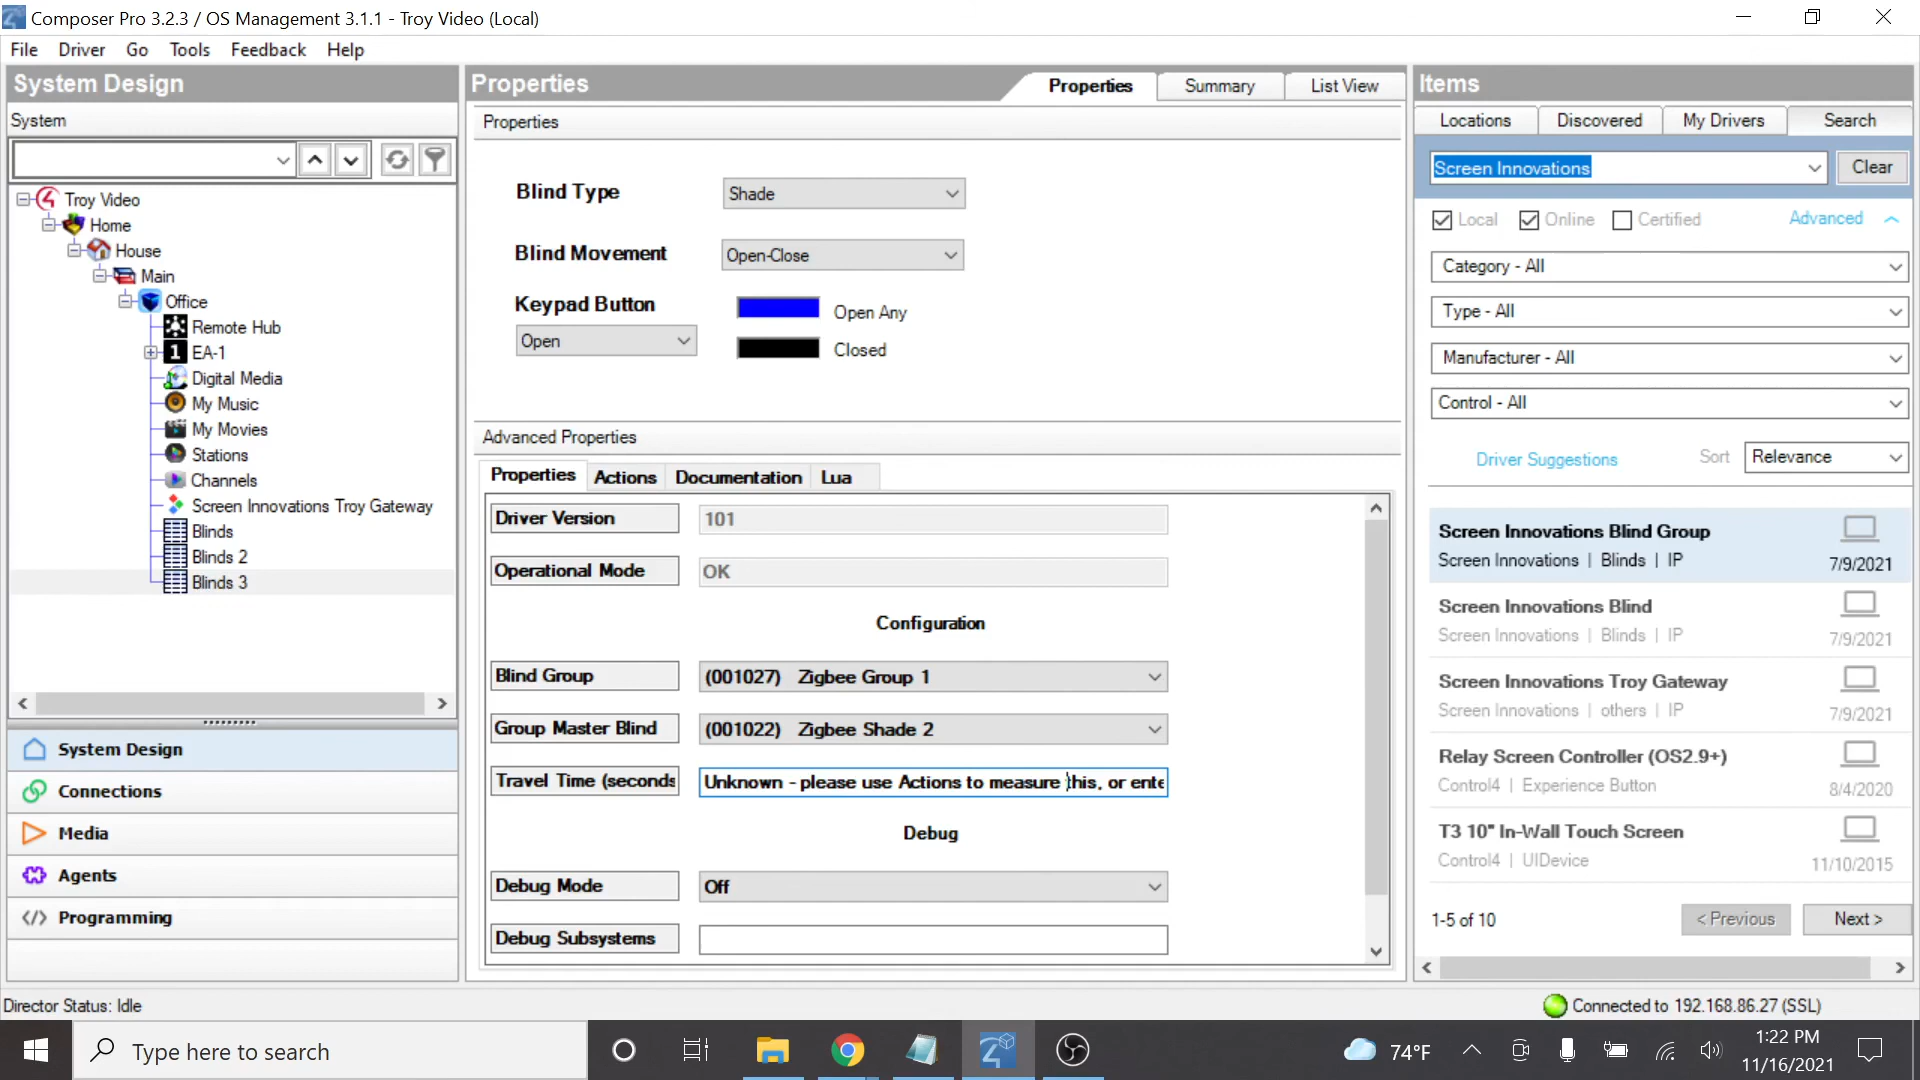 Composer Pro 3.2.3 / OS Management 3.1.1 - Troy Video (Local)
File Driver Go Tools Feedback Help
System Design
System
Troy Video
Home
House
Main
Office
Remote Hub
EA-1
Digital Media
My Music
My Movies
Stations
Channels
Screen Innovations Troy Gateway
Blinds
Blinds 2
Blinds 3
System Design
Connections
Media
Agents
Programming
Properties
Properties Summary List View
Properties
Blind Type
Shade
Blind Movement
Open-Close
Keypad Button
Open
Open Any
Closed
Advanced Properties
Properties Actions Documentation Lua
Driver Version 101
Operational Mode OK
Configuration
Blind Group (001027) Zigbee Group 1
Group Master Blind (001022) Zigbee Shade 2
Travel Time (seconds Unknown - please use Actions to measure this, or ente
Debug
Debug Mode Off
Debug Subsystems
Items
Locations Discovered My Drivers Search
Screen Innovations Clear
Local Online Certified Advanced
Category - All
Type - All
Manufacturer - All
Control - All
Driver Suggestions Sort Relevance
Screen Innovations Blind Group
Screen Innovations | Blinds | IP 7/9/2021
Screen Innovations Blind
Screen Innovations | Blinds | IP 7/9/2021
Screen Innovations Troy Gateway
Screen Innovations | others | IP 7/9/2021
Relay Screen Controller (OS2.9+)
Control4 | Experience Button 8/4/2020
T3 10" In-Wall Touch Screen
Control4 | UIDevice 11/10/2015
1-5 of 10 < Previous Next >
Director Status: Idle
Connected to 192.168.86.27 (SSL)
Type here to search
74°F
1:22 PM
11/16/2021